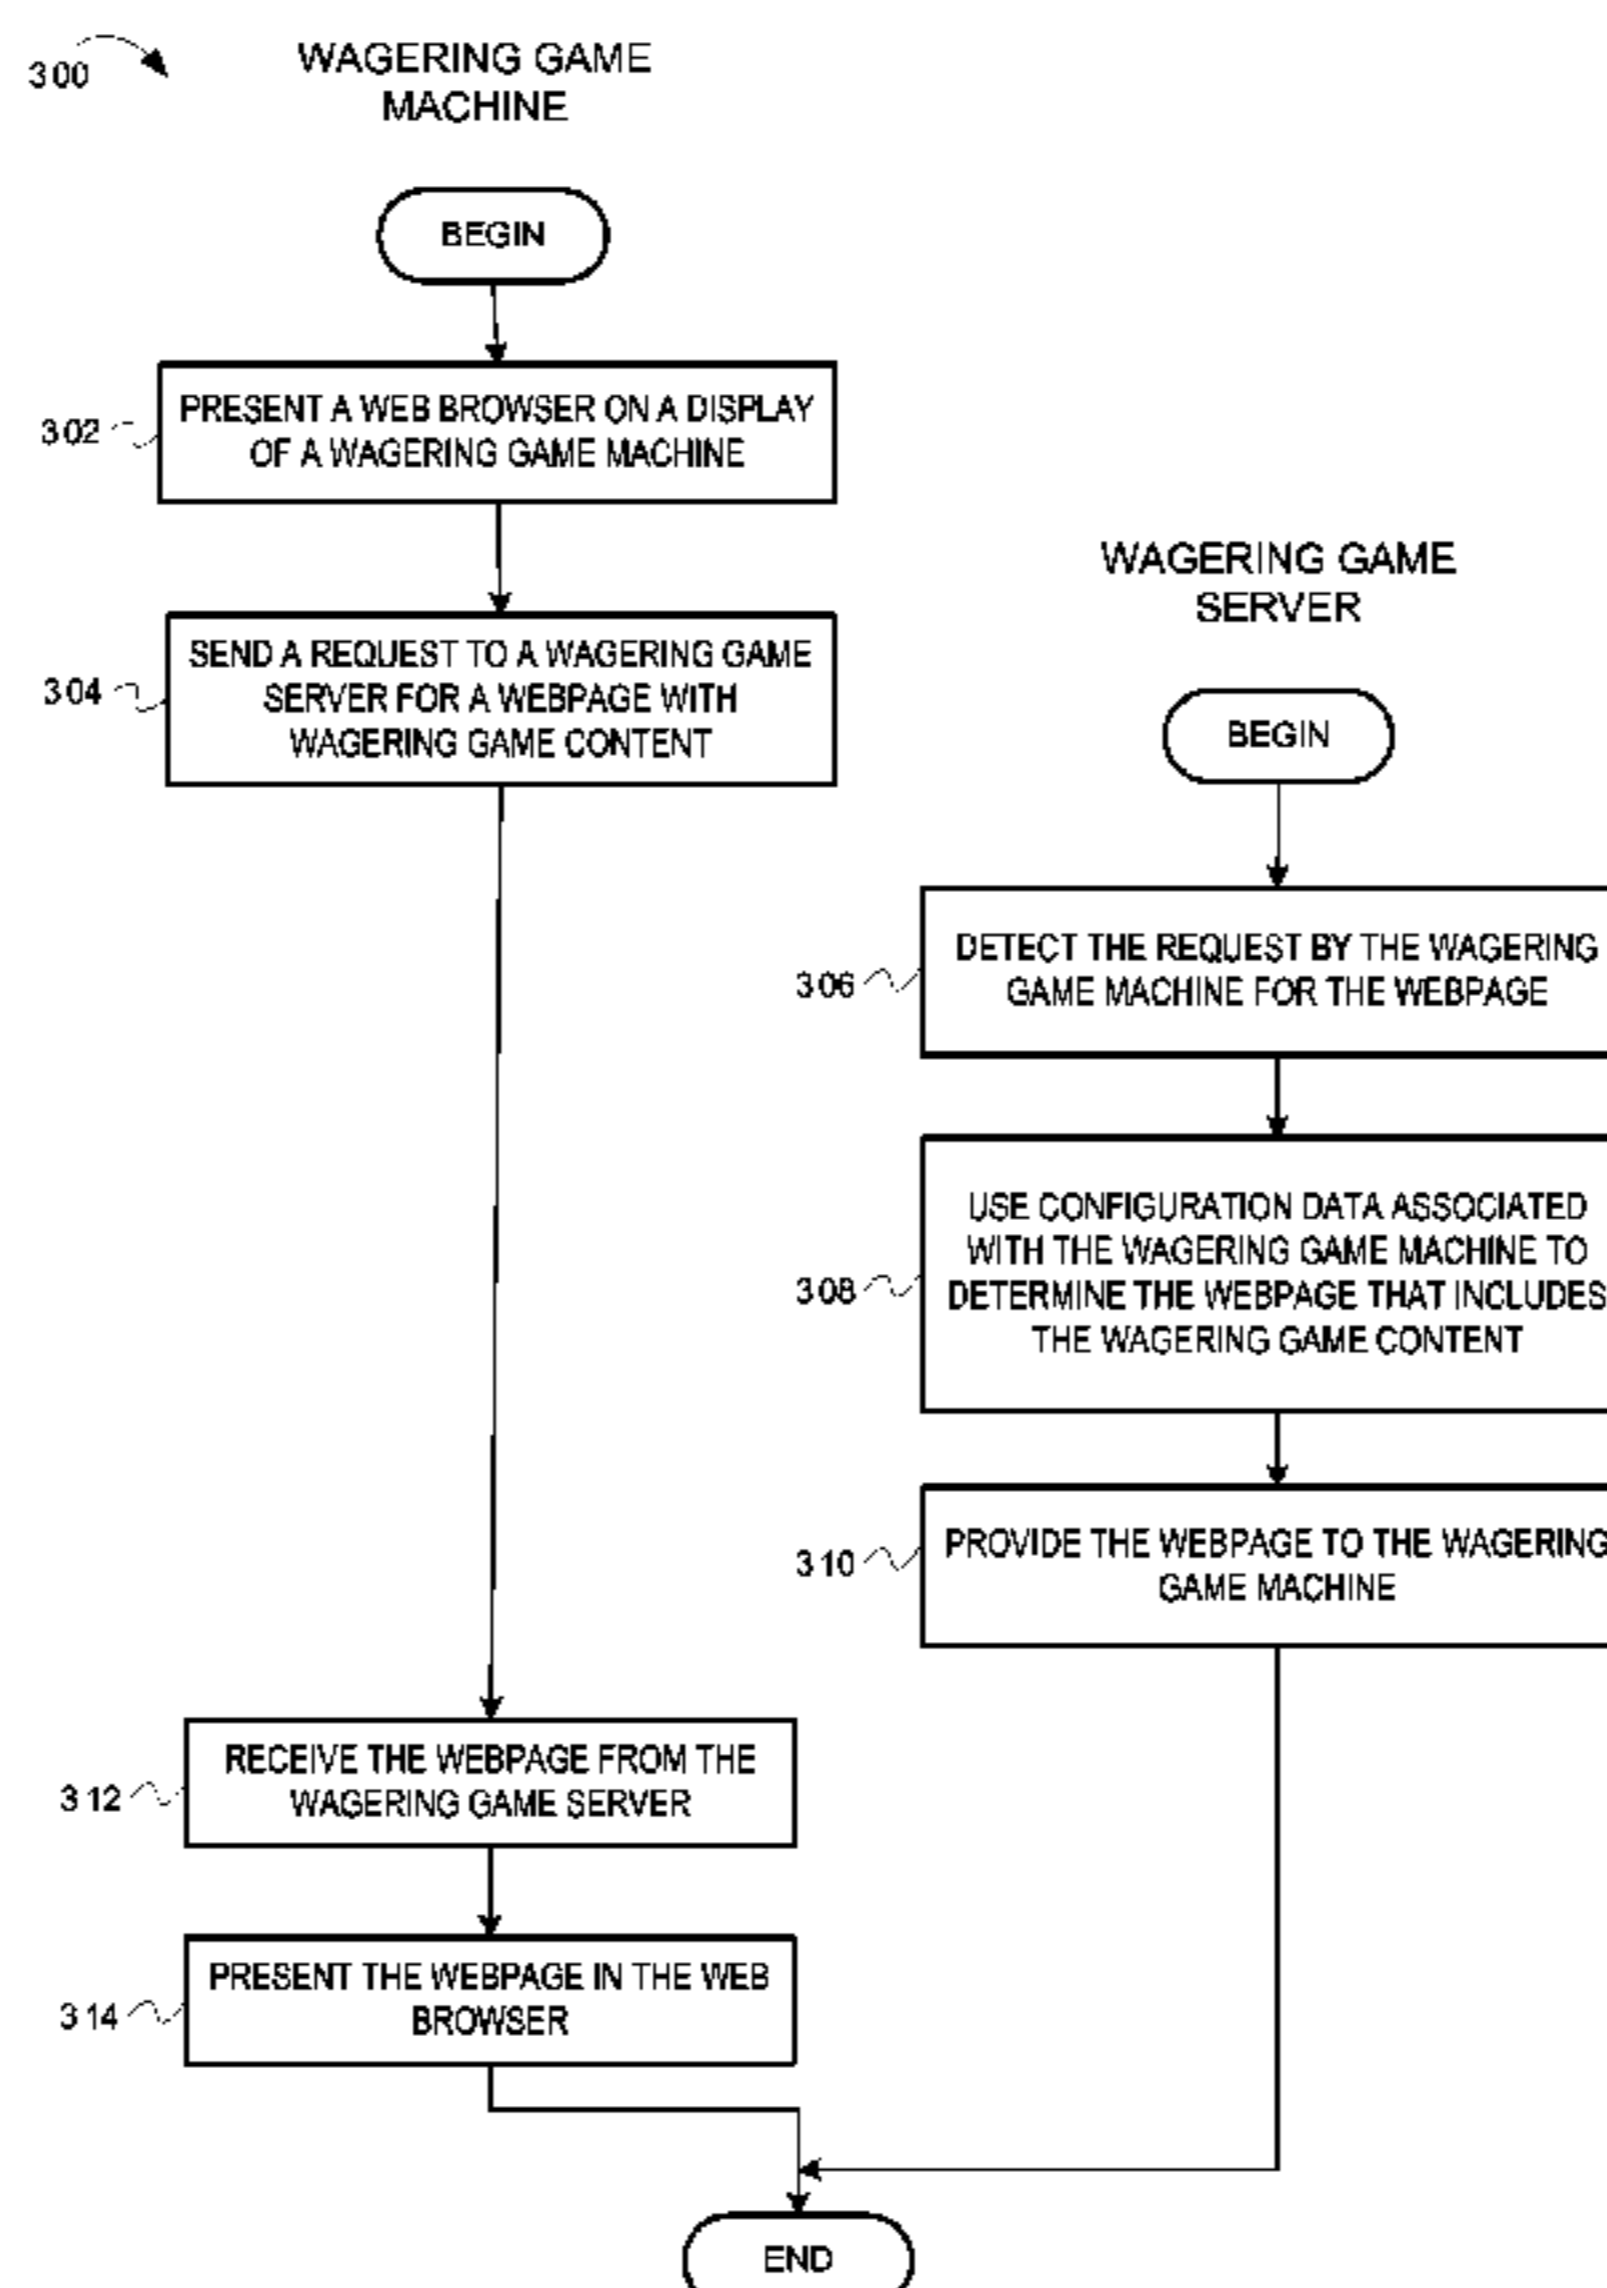 300
WAGERING GAME
MACHINE
BEGIN
302
PRESENT A WEB BROWSER ON A DISPLAY
OF A WAGERING GAME MACHINE
304
SEND A REQUEST TO A WAGERING GAME
SERVER FOR A WEBPAGE WITH
WAGERING GAME CONTENT
WAGERING GAME
SERVER
BEGIN
306
DETECT THE REQUEST BY THE WAGERING
GAME MACHINE FOR THE WEBPAGE
308
USE CONFIGURATION DATA ASSOCIATED
WITH THE WAGERING GAME MACHINE TO
DETERMINE THE WEBPAGE THAT INCLUDES
THE WAGERING GAME CONTENT
310
PROVIDE THE WEBPAGE TO THE WAGERING
GAME MACHINE
312
RECEIVE THE WEBPAGE FROM THE
WAGERING GAME SERVER
314
PRESENT THE WEBPAGE IN THE WEB
BROWSER
END